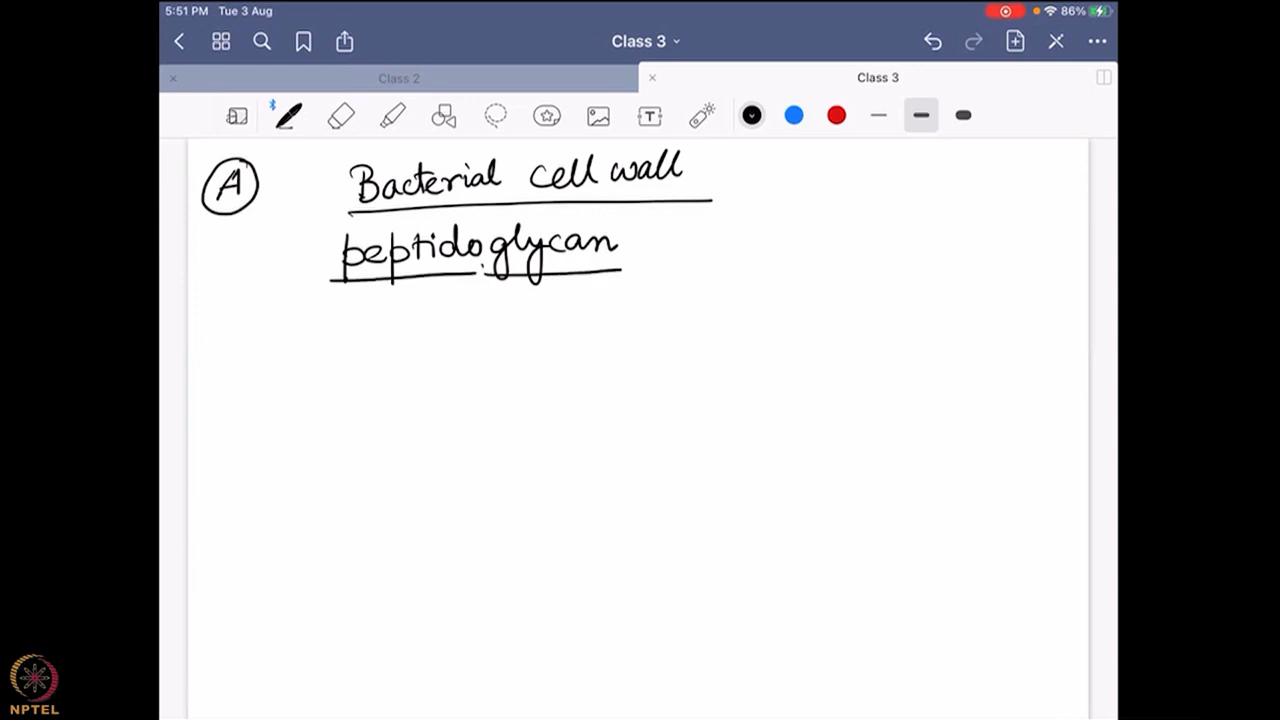 5:51 PM Tue 3 Aug 86%
Class 3
Class 2 Class 3
T
A Bacterial cell wall
peptidoglycan
NPTEL